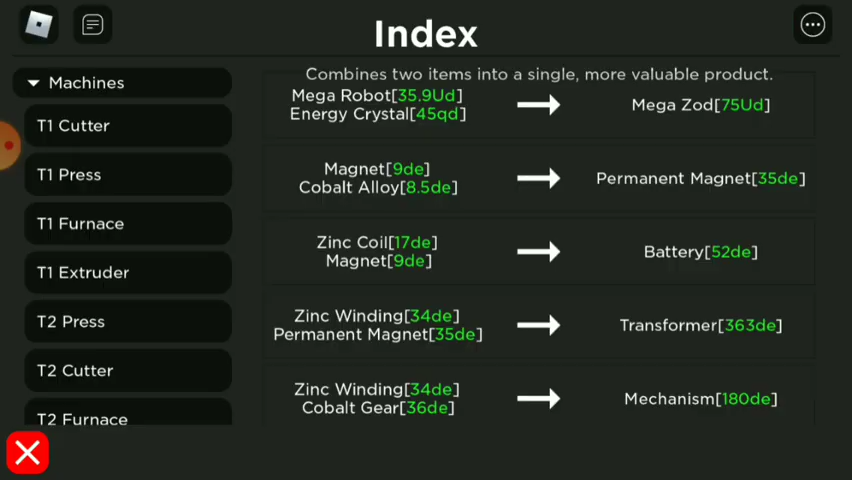 Index
Machines
T1 Cutter
T1 Press
T1 Furnace
T1 Extruder
T2 Press
T2 Cutter
T2 Furnace
Combines two items into a single, more valuable product.
Mega Robot[35.9Ud]
Energy Crystal[45qd]
Mega Zod[75Ud]
Magnet[9de]
Cobalt Alloy[8.5de]
Permanent Magnet[35de]
Zinc Coil[17de]
Magnet[9de]
Battery[52de]
Zinc Winding[34de]
Permanent Magnet[35de]
Transformer[363de]
Zinc Winding[34de]
Cobalt Gear[36de]
Mechanism[180de]